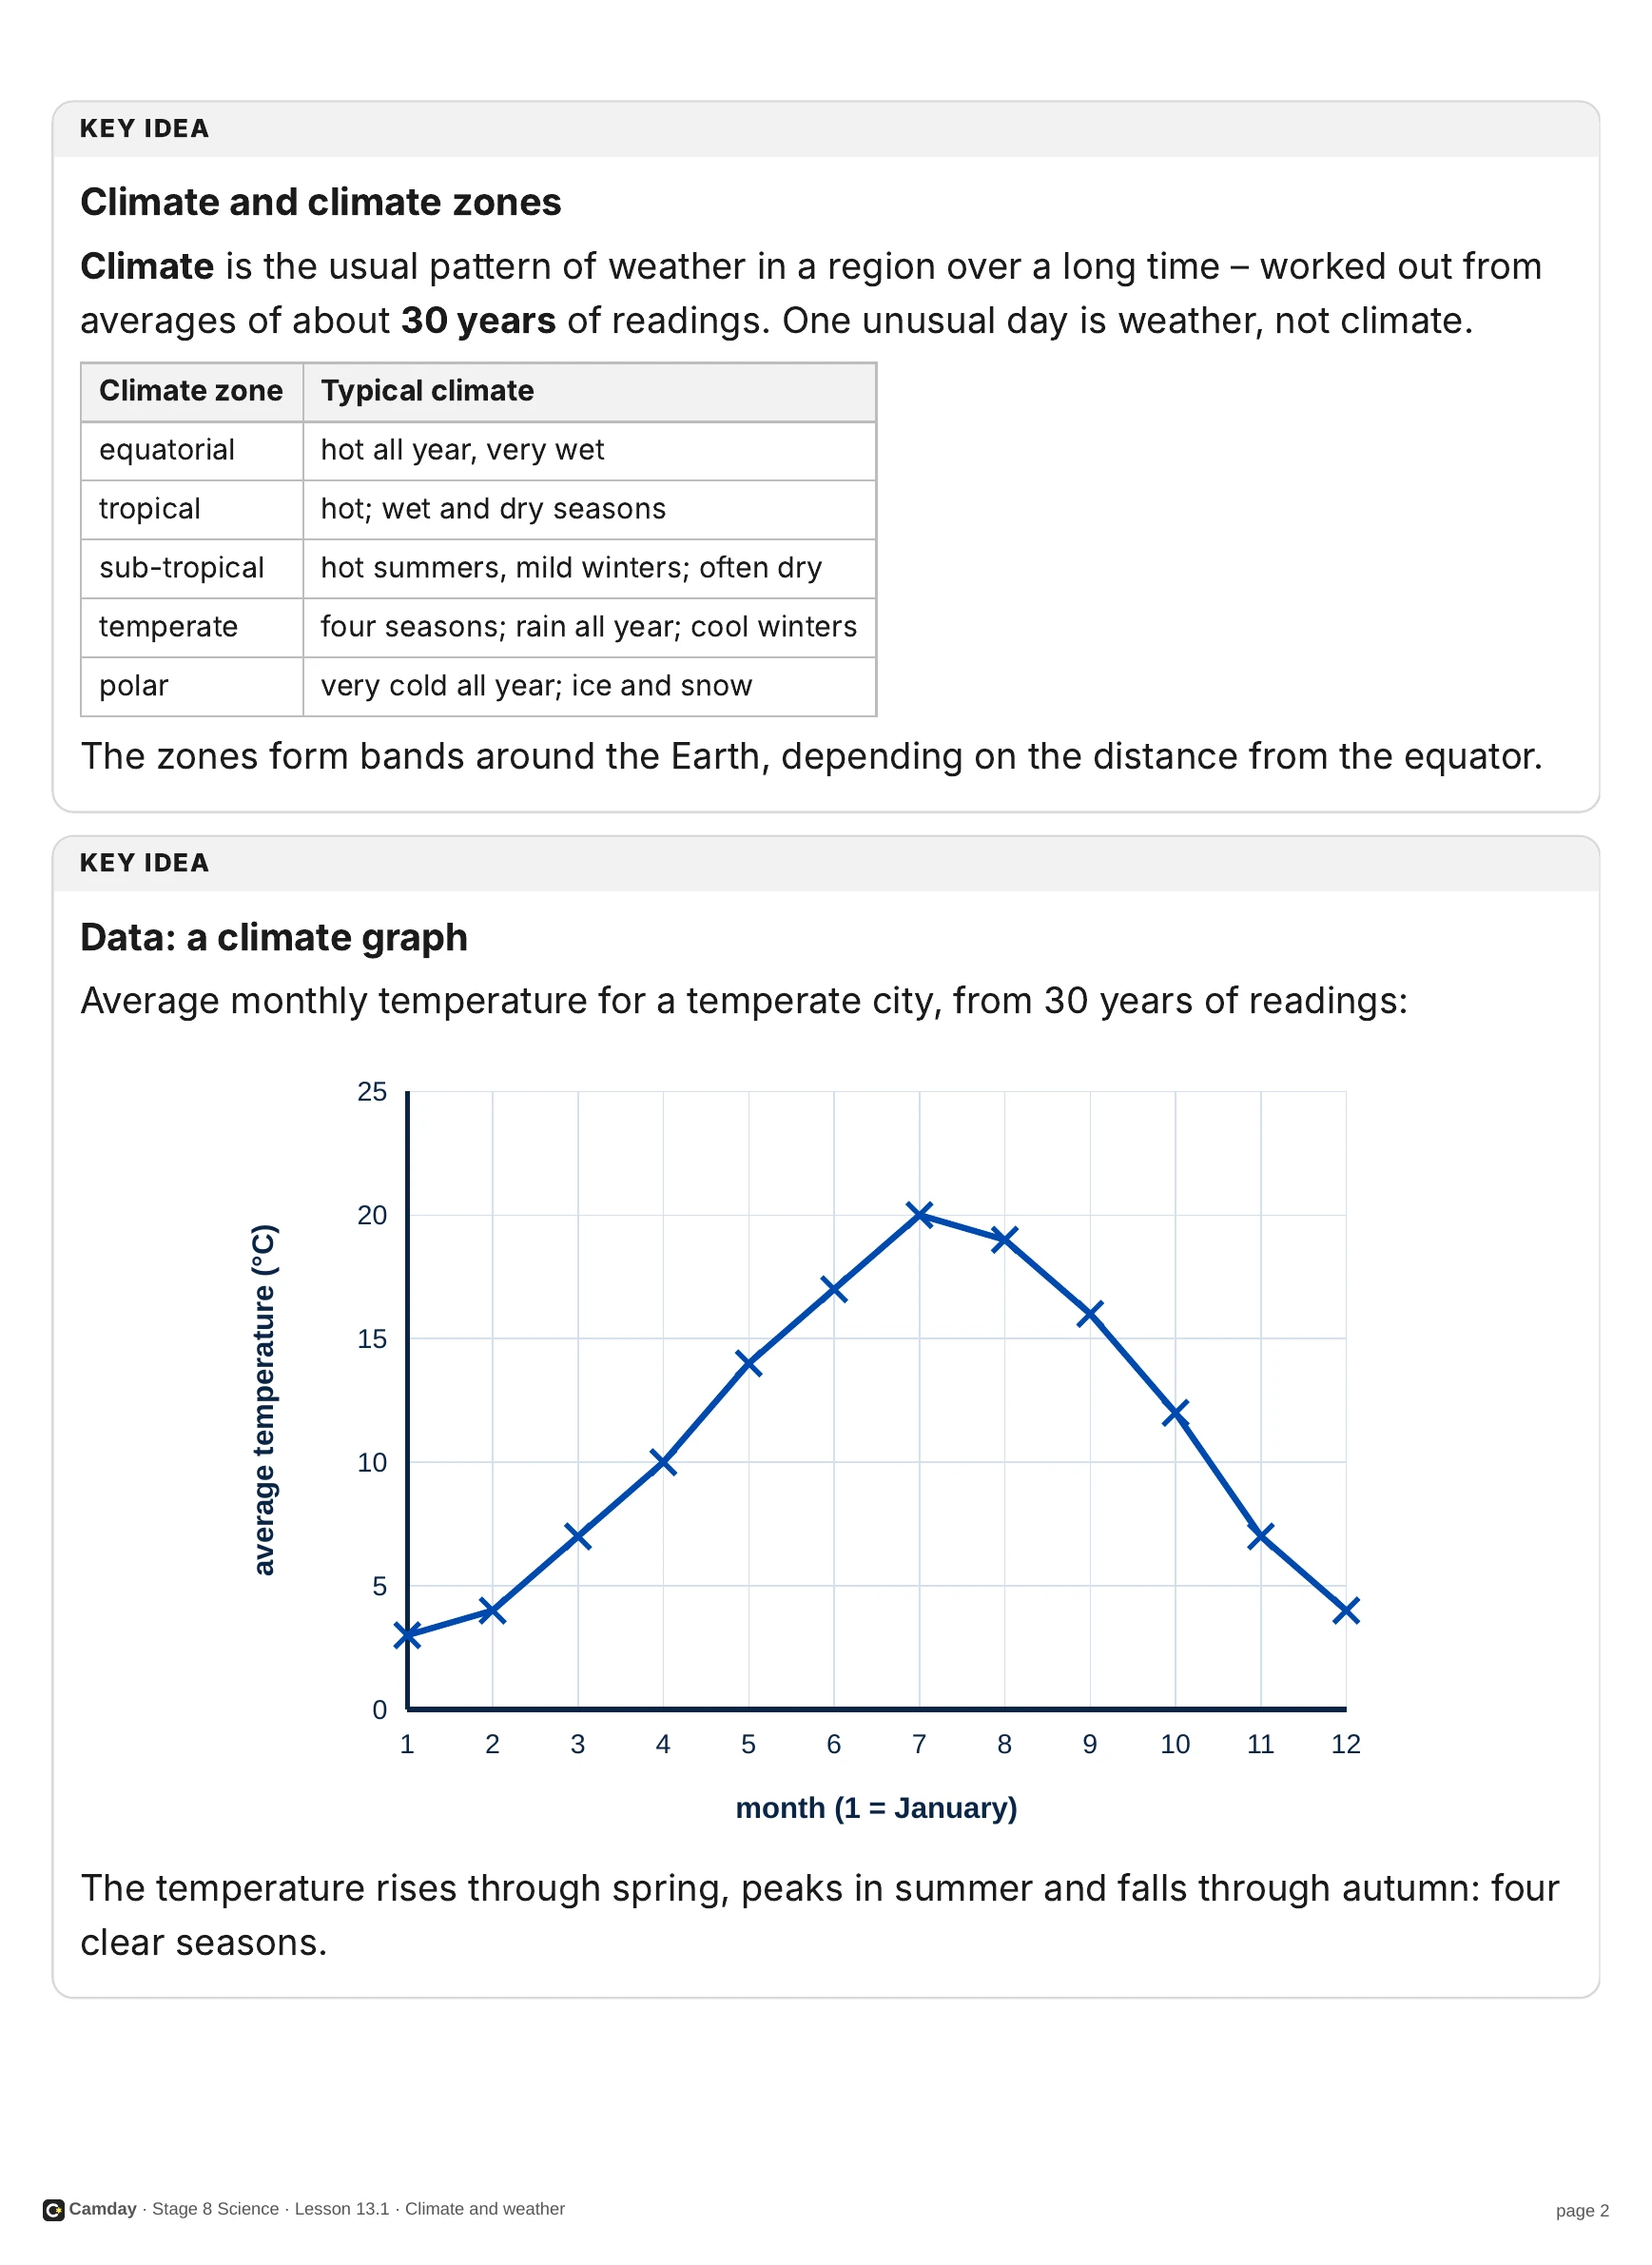 KEY IDEA
Climate and climate zones
Climate is the usual pattern of weather in a region over a long time – worked out from
averages of about 30 years of readings. One unusual day is weather, not climate.
Climate zone Typical climate
equatorial hot all year, very wet
tropical hot; wet and dry seasons
sub-tropical hot summers, mild winters; often dry
temperate four seasons; rain all year; cool winters
polar very cold all year; ice and snow
The zones form bands around the Earth, depending on the distance from the equator.
KEY IDEA
Data: a climate graph
Average monthly temperature for a temperate city, from 30 years of readings:
25
20
15
10
5
0
average temperature (°C)
1 2 3 4 5 6 7 8 9 10 11 12
month (1 = January)
The temperature rises through spring, peaks in summer and falls through autumn: four
clear seasons.
Camday · Stage 8 Science · Lesson 13.1 · Climate and weather page 2